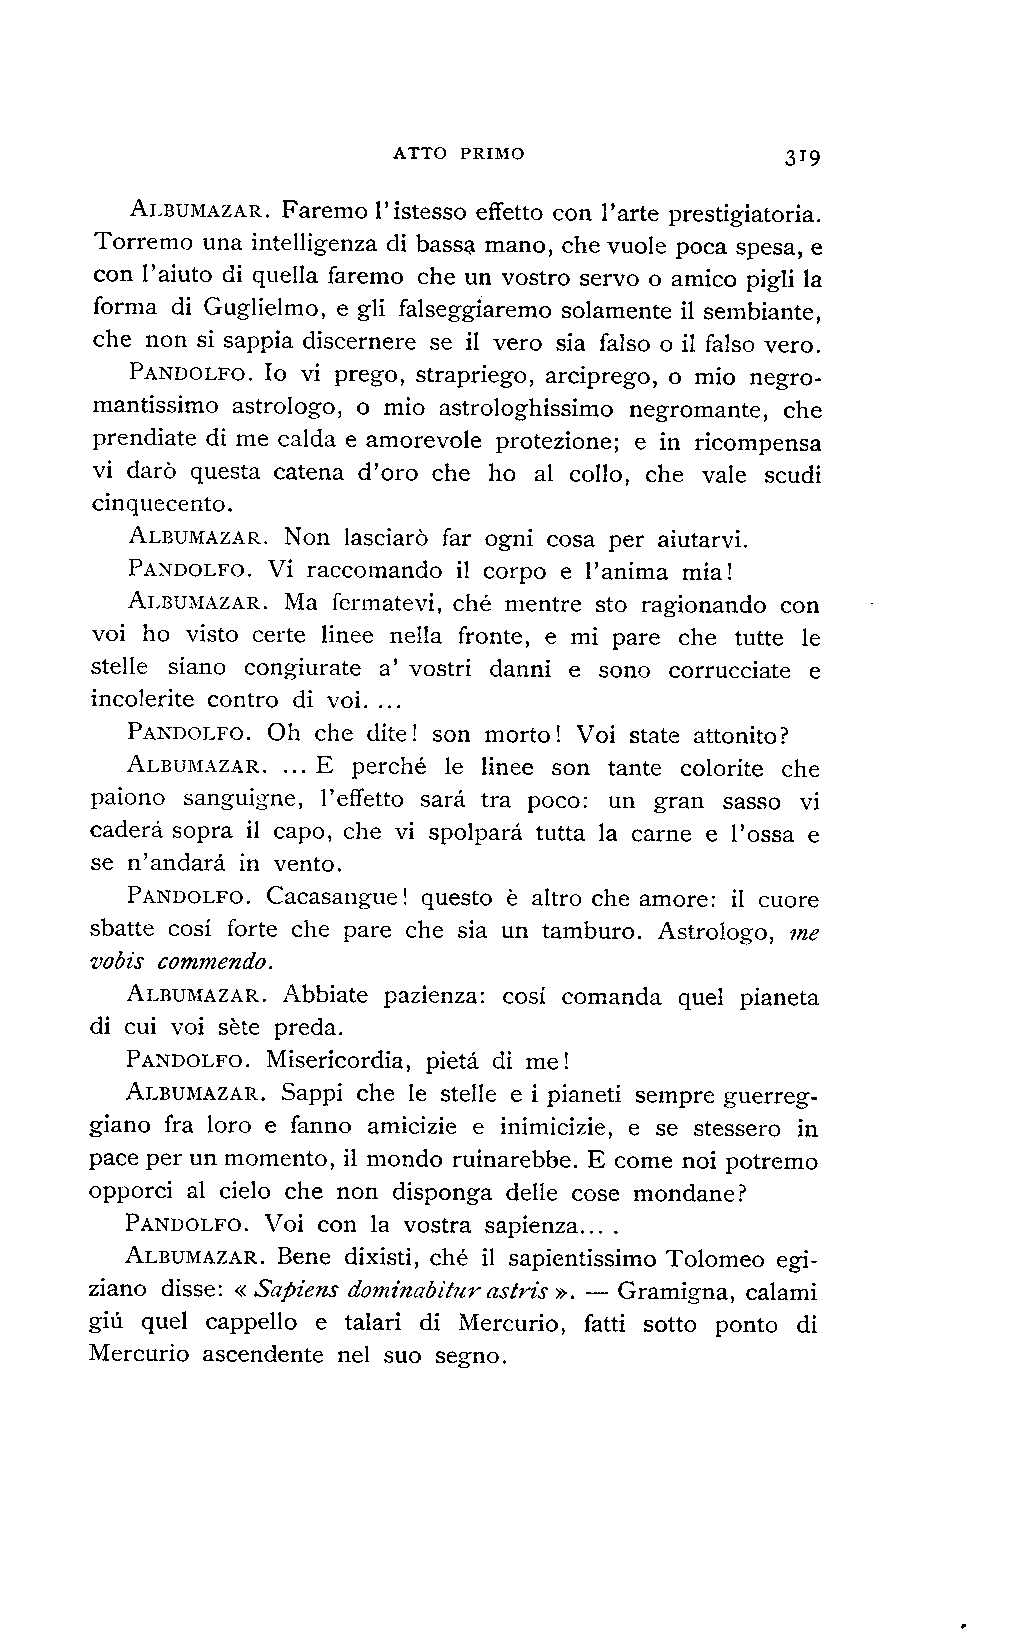 ATTO PRIMO 319
ALBUMAZAR. Faremo l'istesso effetto con l'arte prestigiatoria.
Torremo una intelligenza di bassa mano, che vuole poca spesa, e
con l'aiuto di quella faremo che un vostro servo o amico pigli la
forma di Guglielmo, e gli falseggiaremo solamente il sembiante,
che non si sappia discernere se il vero sia falso o il falso vero.
PANDOLFO. Io vi prego, strapriego, arciprego, o mio negro-
mantissimo astrologo, o mio astrologhissimo negromante, che
prendiate di me calda e amorevole protezione; e in ricompensa
vi darò questa catena d'oro che ho al collo, che vale scudi
cinquecento.
ALBUMAZAR. Non lasciarò far ogni cosa per aiutarvi.
PANDOLFO. Vi raccomando il corpo e l'anima mia!
ALBUMAZAR. Ma fermatevi, ché mentre sto ragionando con
voi ho visto certe linee nella fronte, e mi pare che tutte le
stelle siano congiurate a' vostri danni e sono corrucciate e
incolerite contro di voi. ...
PANDOLFO. Oh che dite! son morto! Voi state attonito?
ALBUMAZAR. ... E perché le linee son tante colorite che
paiono sanguigne, l'effetto sará tra poco: un gran sasso vi
caderá sopra il capo, che vi spolpará tutta la carne e l'ossa e
se n'andará in vento.
PANDOLFO. Cacasangue! questo è altro che amore: il cuore
sbatte cosí forte che pare che sia un tamburo. Astrologo, me
vobis commendo.
ALBUMAZAR. Abbiate pazienza: cosí comanda quel pianeta
di cui voi sète preda.
PANDOLFO. Misericordia, pietá di me!
ALBUMAZAR. Sappi che le stelle e i pianeti sempre guerreg-
giano fra loro e fanno amicizie e inimicizie, e se stessero in
pace per un momento, il mondo ruinarebbe. E come noi potremo
opporci al cielo che non disponga delle cose mondane?
PANDOLFO. Voi con la vostra sapienza... .
ALBUMAZAR. Bene dixisti, ché il sapientissimo Tolomeo egi-
ziano disse: « Sapiens dominabitur astris ». — Gramigna, calami
giú quel cappello e talari di Mercurio, fatti sotto ponto di
Mercurio ascendente nel suo segno.